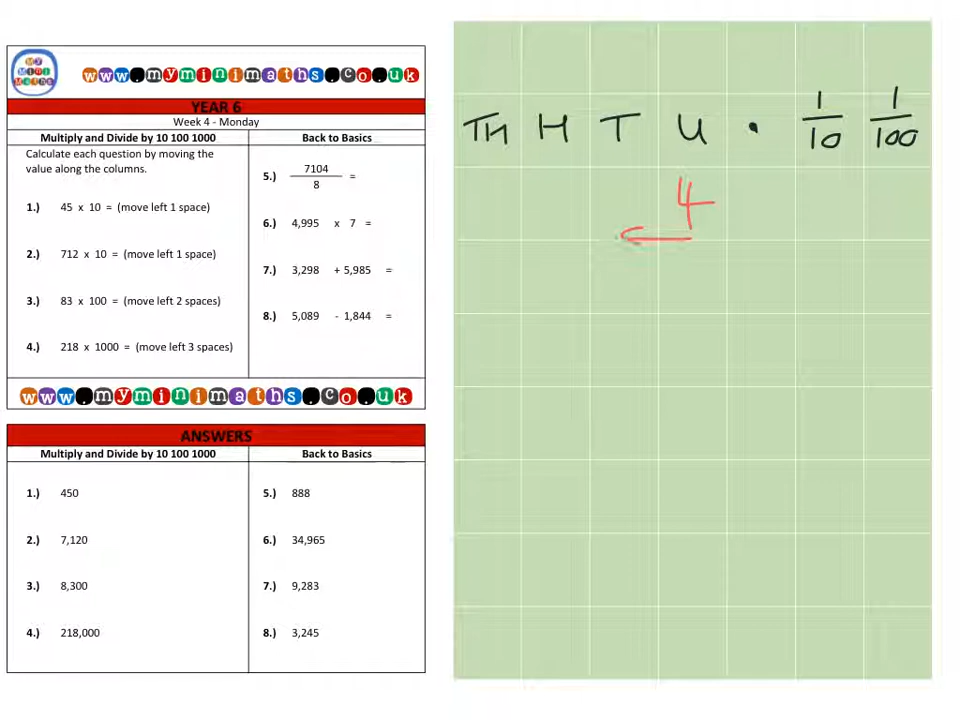 My Mini Maths
www.myminimaths.co.uk
YEAR 6
Week 4 - Monday
Multiply and Divide by 10 100 1000
Back to Basics
Calculate each question by moving the
value along the columns.
1.) 45 x 10 = (move left 1 space)
2.) 712 x 10 = (move left 1 space)
3.) 83 x 100 = (move left 2 spaces)
4.) 218 x 1000 = (move left 3 spaces)
5.) 7104/8 =
6.) 4,995 x 7 =
7.) 3,298 + 5,985 =
8.) 5,089 - 1,844 =
www.myminimaths.co.uk
ANSWERS
Multiply and Divide by 10 100 1000
Back to Basics
1.) 450
2.) 7,120
3.) 8,300
4.) 218,000
5.) 888
6.) 34,965
7.) 9,283
8.) 3,245
TH H T U . 1/10 1/100
4